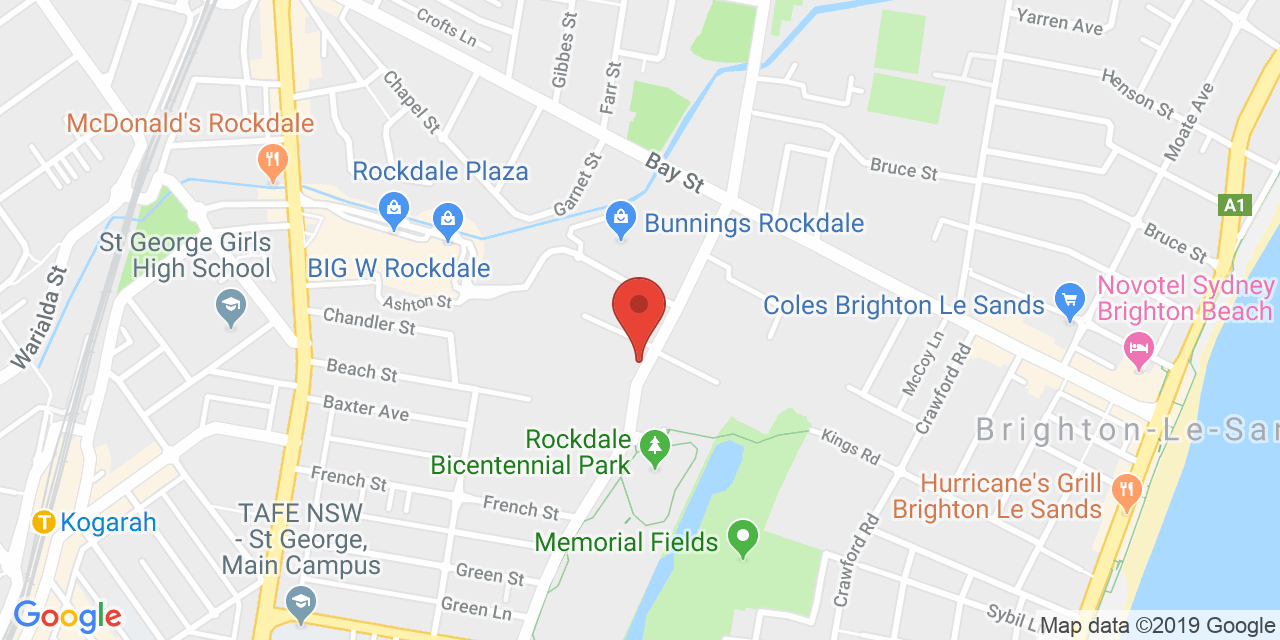 Crofts Ln
Gibbes St
Yarren Ave
Farr St
Chapel St
Henson St
Moate Ave
McDonald's Rockdale
Bay St
Bruce St
Rockdale Plaza
Garnet St
A1
Bunnings Rockdale
St George Girls
High School
BIG W Rockdale
Bruce St
Warialda St
Ashton St
Chandler St
Coles Brighton Le Sands
Novotel Sydney
Brighton Beach
McCoy Ln
Crawford Rd
Beach St
Baxter Ave
Rockdale
Bicentennial Park
Kings Rd
Brighton-Le-San
French St
French St
Hurricane's Grill
Brighton Le Sands
T
Kogarah
TAFE NSW
- St George,
Main Campus
Memorial Fields
Crawford Rd
Green St
Green Ln
Sybil L
Google
Map data ©2019 Google